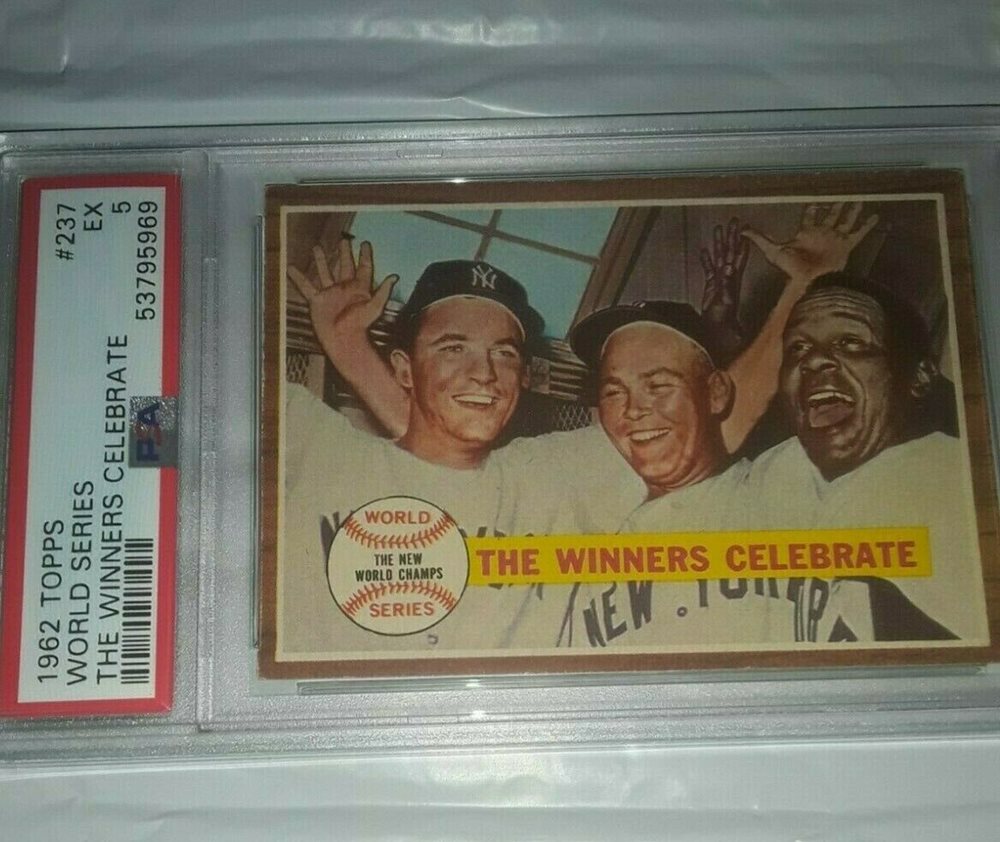 1962 TOPPS
WORLD SERIES
THE WINNERS CELEBRATE
#237
EX
5
53795969
PSA
NY
WORLD
THE NEW
WORLD CHAMPS
SERIES
THE WINNERS CELEBRATE
NEW YORK